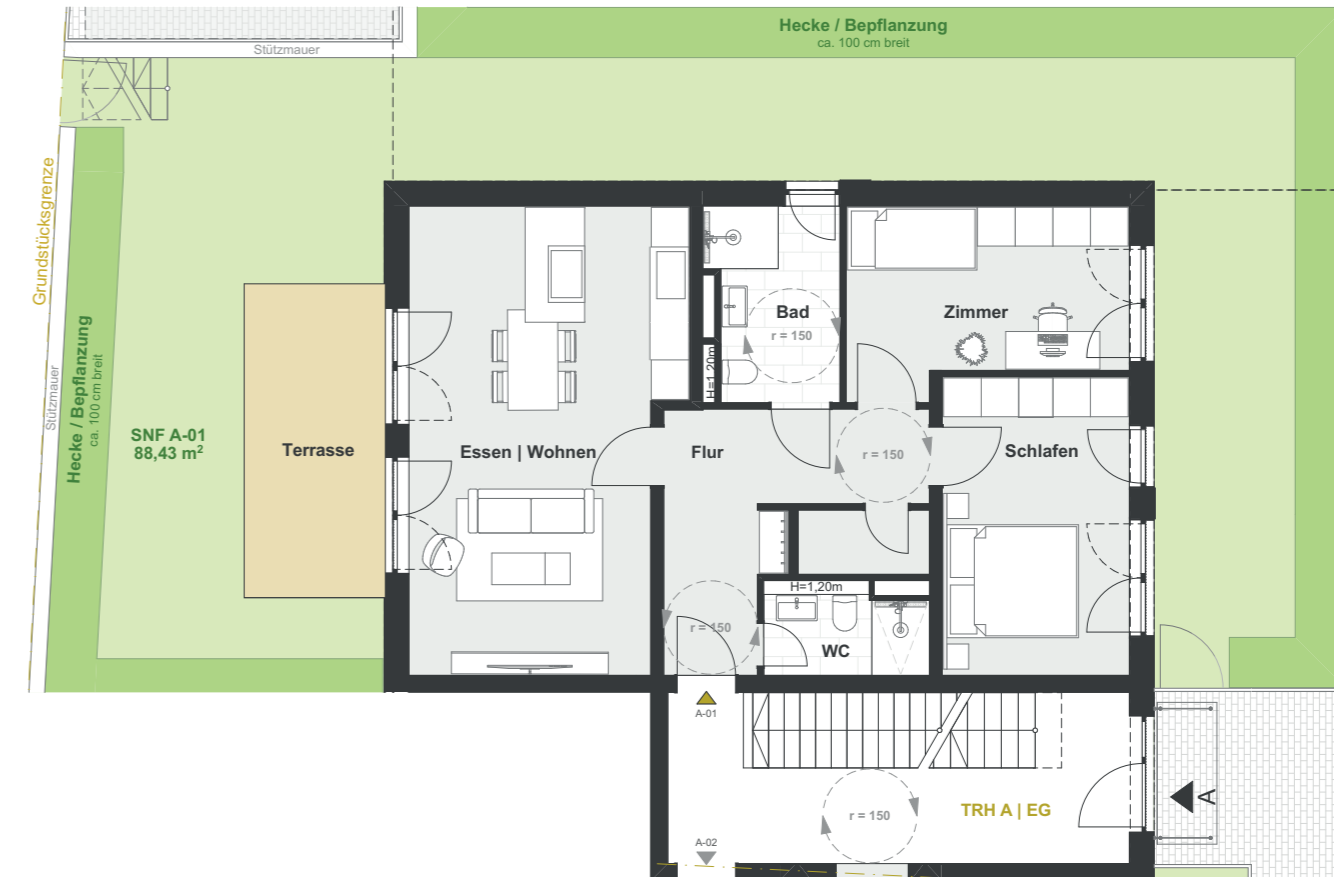 Hecke / Bepflanzung
ca. 100 cm breit
Stützmauer
Grundstücksgrenze
Stützmauer
Hecke / Bepflanzung
ca. 100 cm breit
SNF A-01
88,43 m²
Terrasse
Essen | Wohnen
Flur
Bad
r = 150
H=1,20m
Zimmer
Schlafen
r = 150
H=1,20m
WC
r = 150
A-01
A-02
r = 150
TRH A | EG
A